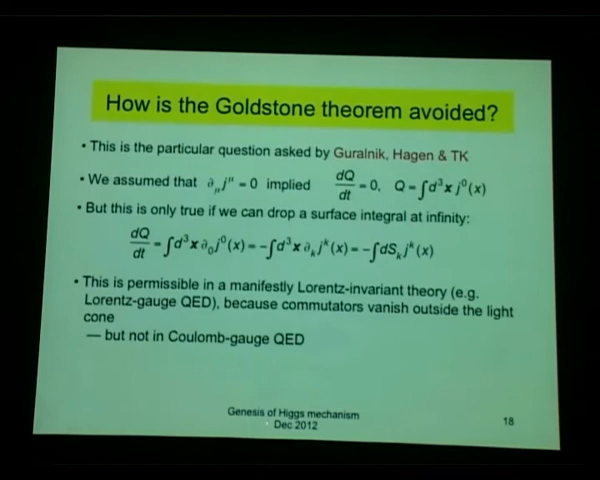 How is the Goldstone theorem avoided?
• This is the particular question asked by Guralnik, Hagen & TK
• We assumed that ∂_μ j^μ = 0 implied dQ/dt = 0, Q = ∫d³x j⁰(x)
• But this is only true if we can drop a surface integral at infinity:
dQ/dt = ∫d³x ∂₀j⁰(x) = −∫d³x ∂_k j^k(x) = −∫dS_k j^k(x)
• This is permissible in a manifestly Lorentz-invariant theory (e.g.
Lorentz-gauge QED), because commutators vanish outside the light
cone
— but not in Coulomb-gauge QED
Genesis of Higgs mechanism
Dec 2012
18